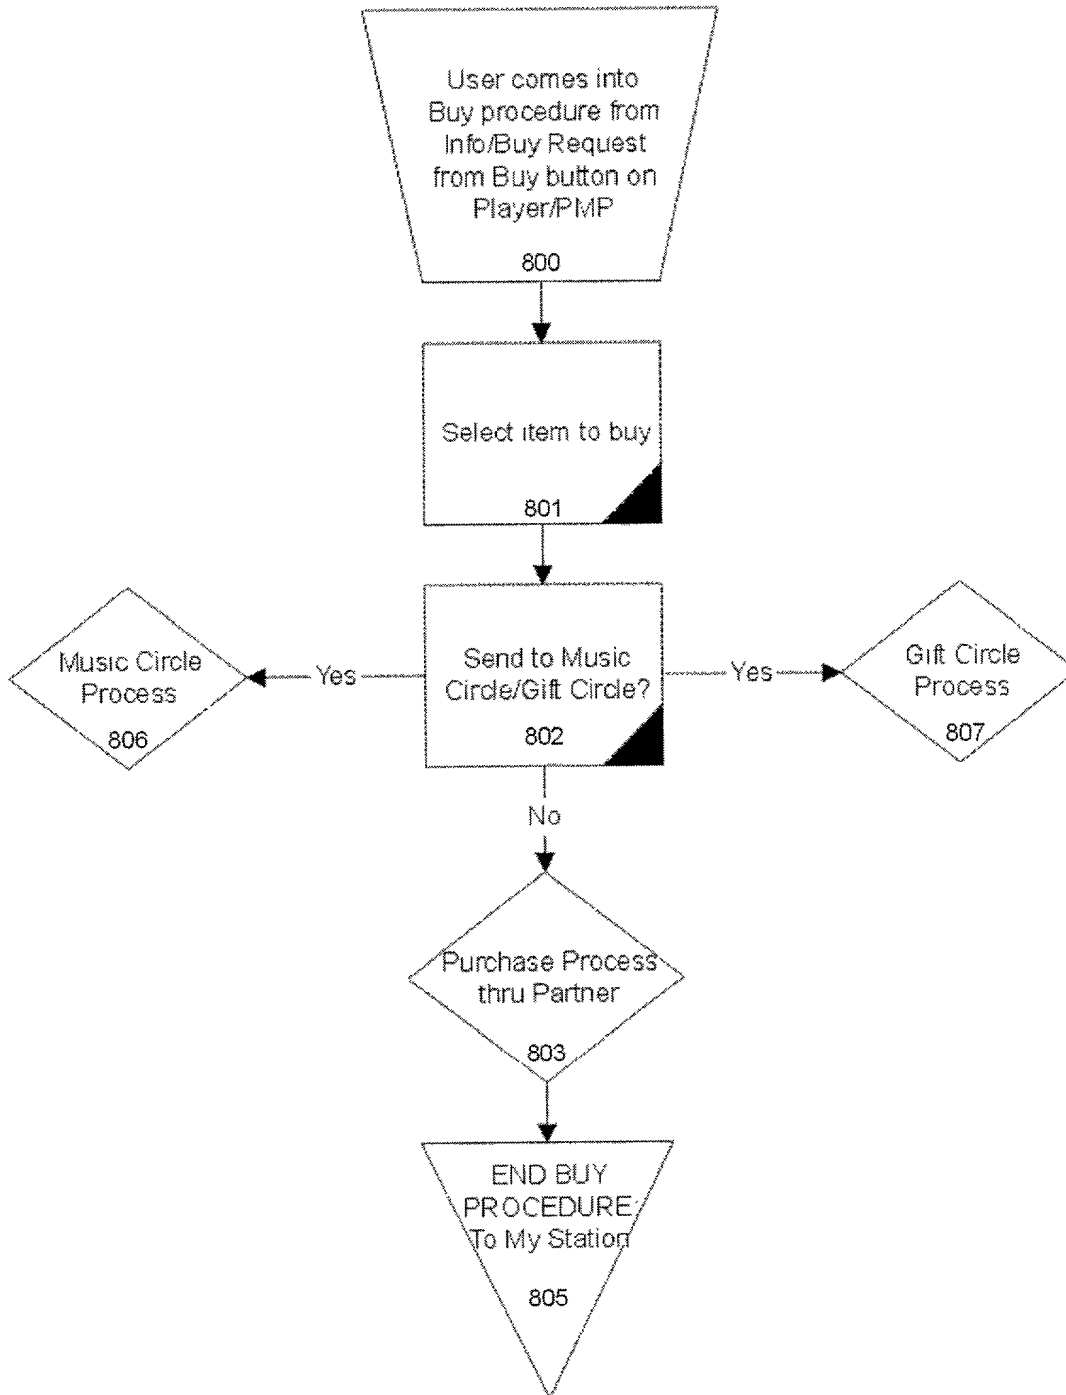 User comes into
Buy procedure from
Info/Buy Request
from Buy button on
Player/PMP
800
Select item to buy
801
Send to Music
Circle/Gift Circle?
802
Yes
Music Circle
Process
806
Yes
Gift Circle
Process
807
No
Purchase Process
thru Partner
803
END BUY
PROCEDURE:
To My Station
805